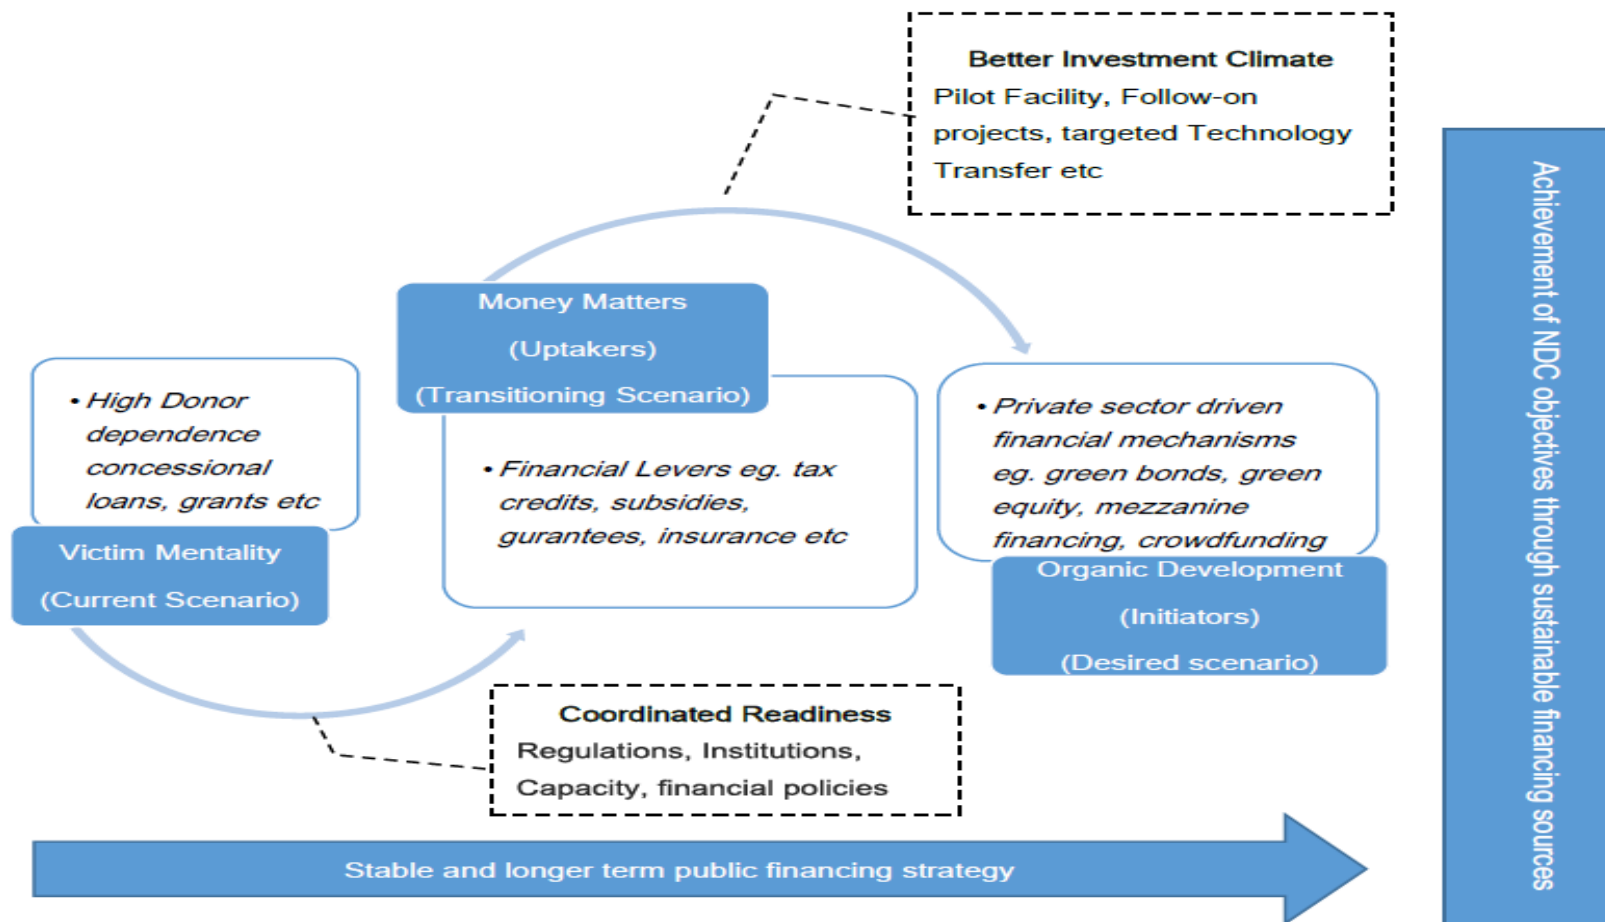 Better Investment Climate
Pilot Facility, Follow-on
projects, targeted Technology
Transfer etc
Money Matters
(Uptakers)
(Transitioning Scenario)
• High Donor
dependence
concessional
loans, grants etc
Victim Mentality
(Current Scenario)
• Financial Levers eg. tax
credits, subsidies,
gurantees, insurance etc
• Private sector driven
financial mechanisms
eg. green bonds, green
equity, mezzanine
financing, crowdfunding
Organic Development
(Initiators)
(Desired scenario)
Coordinated Readiness
Regulations, Institutions,
Capacity, financial policies
Stable and longer term public financing strategy
Achievement of NDC objectives through sustainable financing sources